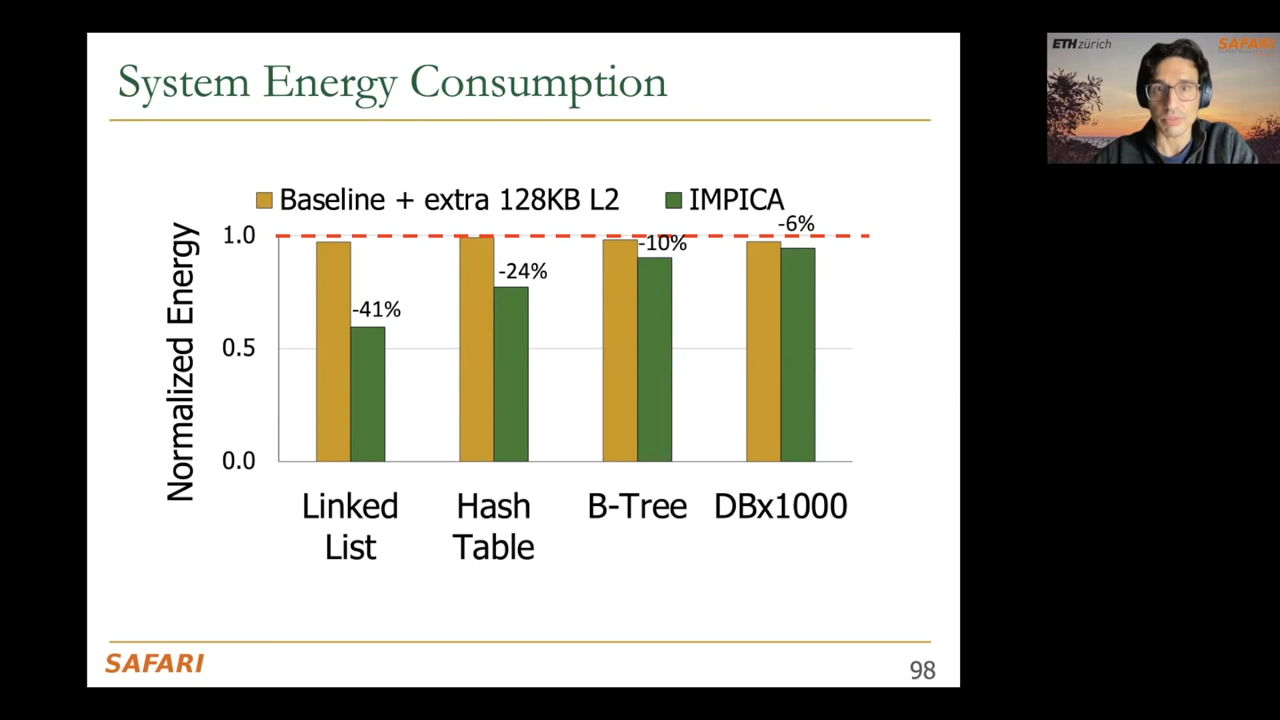 System Energy Consumption
Baseline + extra 128KB L2
IMPICA
Normalized Energy
1.0
0.5
0.0
-41%
-24%
-10%
-6%
Linked
List
Hash
Table
B-Tree
DBx1000
SAFARI
98
ETH zürich
SAFARI